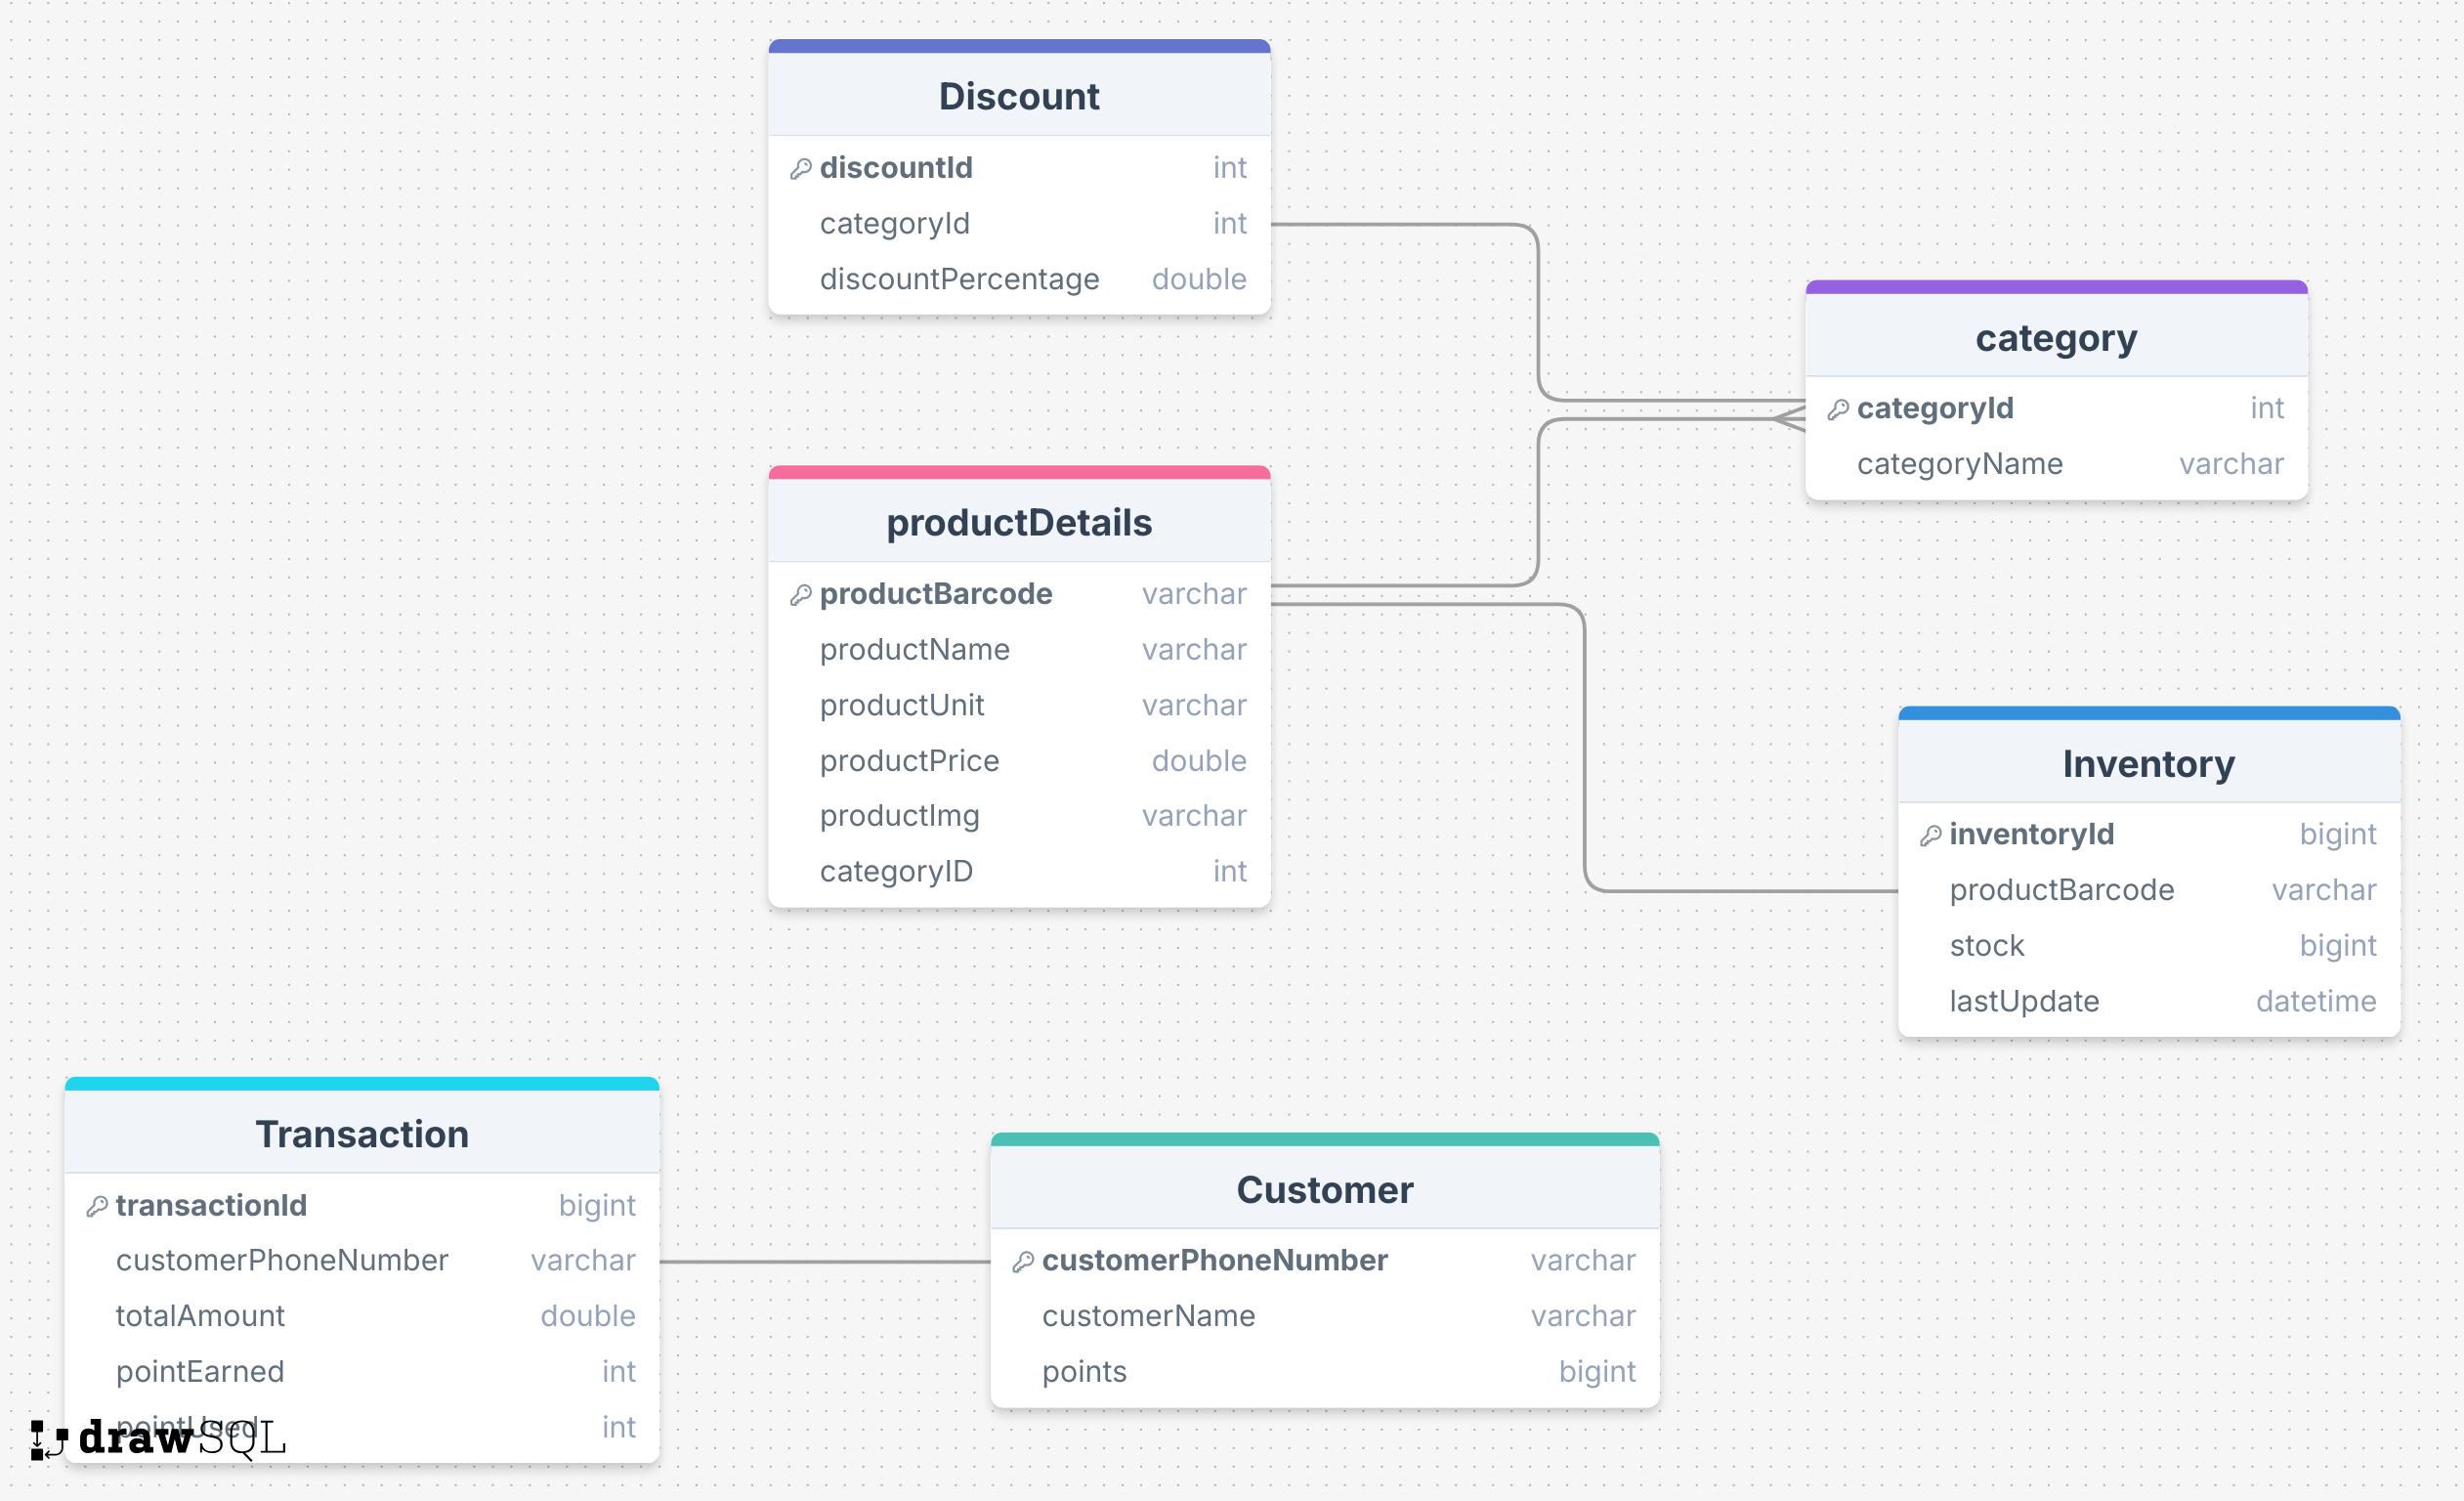 Discount
discountId int
categoryId int
discountPercentage double
category
categoryId int
categoryName varchar
productDetails
productBarcode varchar
productName varchar
productUnit varchar
productPrice double
productImg varchar
categoryID int
Inventory
inventoryId bigint
productBarcode varchar
stock bigint
lastUpdate datetime
Transaction
transactionId bigint
customerPhoneNumber varchar
totalAmount double
pointEarned int
pointUsed int
Customer
customerPhoneNumber varchar
customerName varchar
points bigint
drawSQL